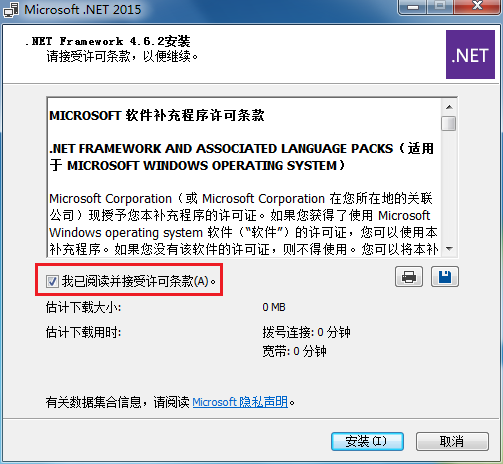 Microsoft .NET 2015
.NET Framework 4.6.2安装
请接受许可条款，以便继续。
.NET
MICROSOFT 软件补充程序许可条款
.NET FRAMEWORK AND ASSOCIATED LANGUAGE PACKS（适用
于 MICROSOFT WINDOWS OPERATING SYSTEM）
Microsoft Corporation（或 Microsoft Corporation 在您所在地的关联
公司）现授予您本补充程序的许可证。如果您获得了使用 Microsoft
Windows operating system 软件（“软件”）的许可证，您可以使用本
补充程序。如果您没有该软件的许可证，则不得使用。您可以将本补
我已阅读并接受许可条款(A)。
估计下载大小: 0 MB
估计下载用时: 拨号连接: 0 分钟
宽带: 0 分钟
有关数据集合信息，请阅读 Microsoft 隐私声明。
安装(I)
取消